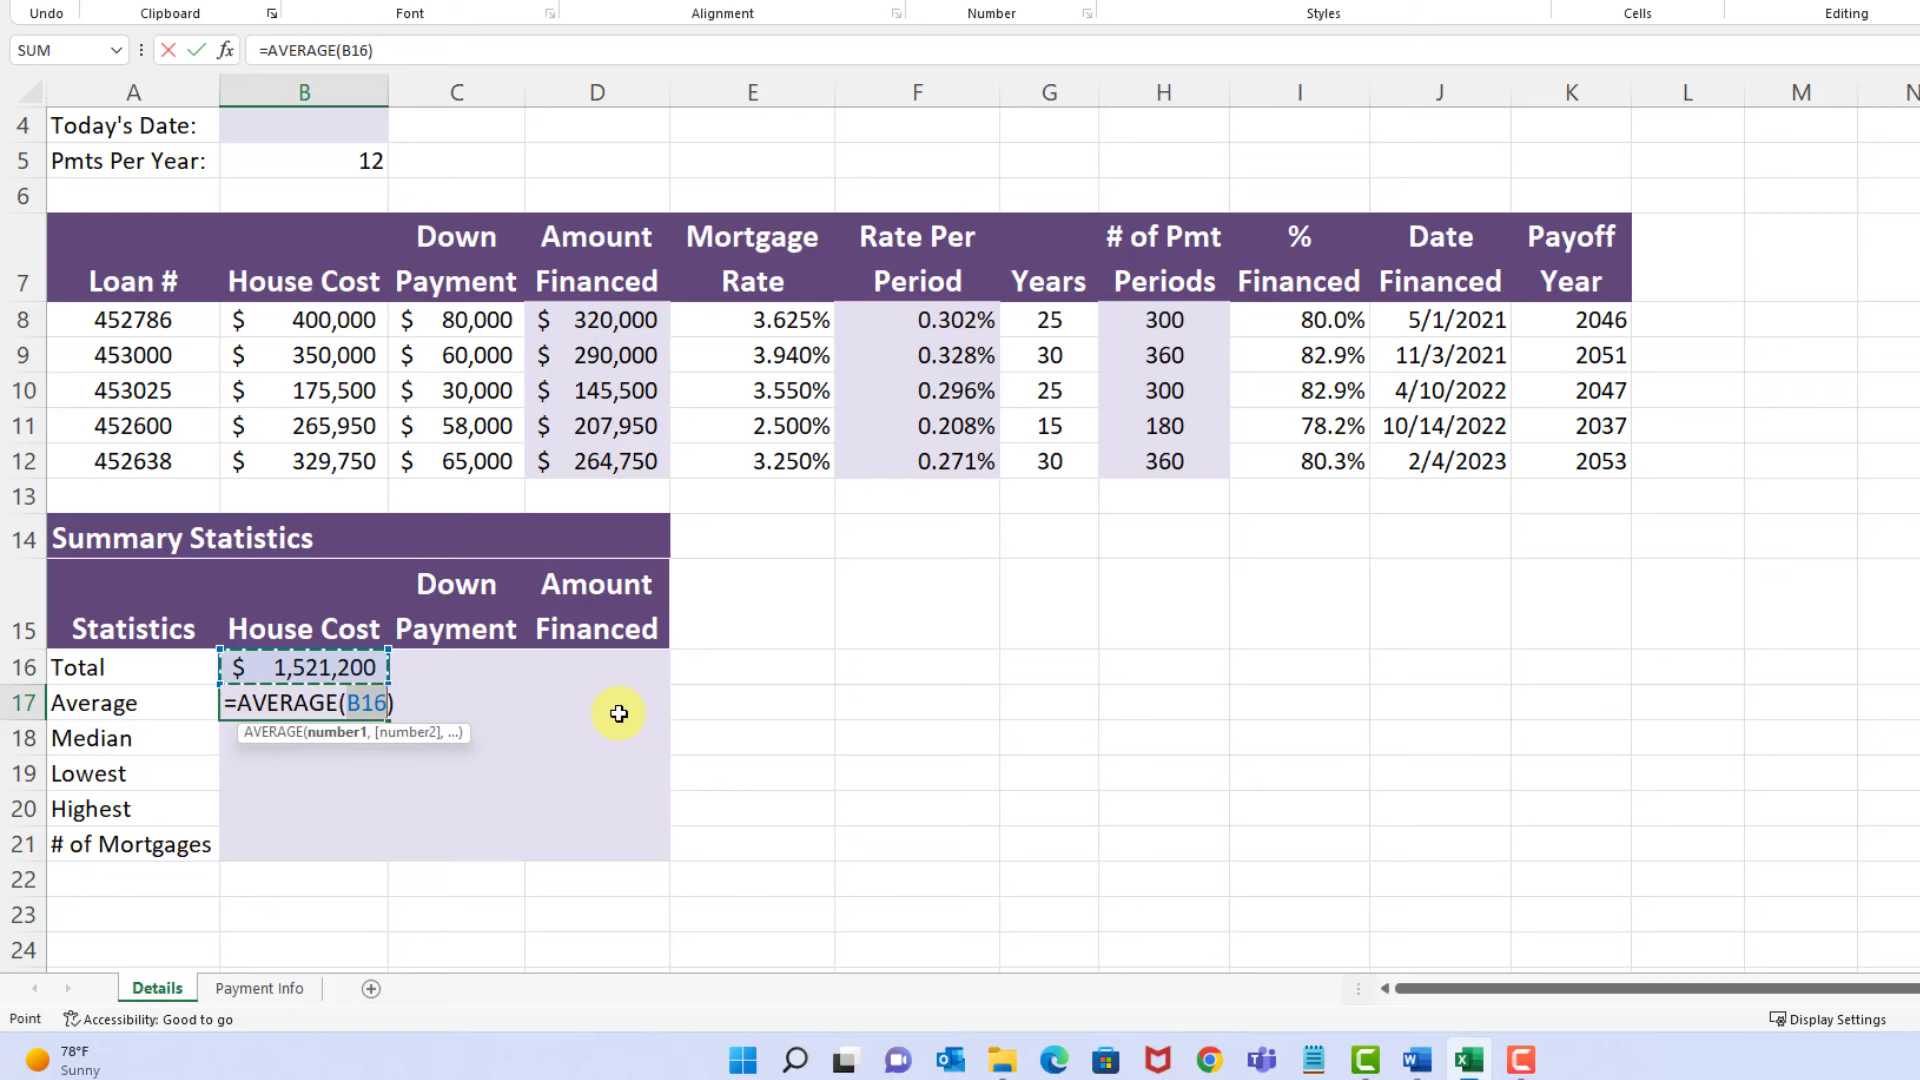 Undo Clipboard Font Alignment Number Styles Cells Editing
SUM fx =AVERAGE(B16)
A B C D E F G H I J K L M N
4 Today's Date:
5 Pmts Per Year: 12
6
Down Amount Mortgage Rate Per # of Pmt % Date Payoff
7 Loan # House Cost Payment Financed Rate Period Years Periods Financed Financed Year
8 452786 $ 400,000 $ 80,000 $ 320,000 3.625% 0.302% 25 300 80.0% 5/1/2021 2046
9 453000 $ 350,000 $ 60,000 $ 290,000 3.940% 0.328% 30 360 82.9% 11/3/2021 2051
10 453025 $ 175,500 $ 30,000 $ 145,500 3.550% 0.296% 25 300 82.9% 4/10/2022 2047
11 452600 $ 265,950 $ 58,000 $ 207,950 2.500% 0.208% 15 180 78.2% 10/14/2022 2037
12 452638 $ 329,750 $ 65,000 $ 264,750 3.250% 0.271% 30 360 80.3% 2/4/2023 2053
13
14 Summary Statistics
Down Amount
15 Statistics House Cost Payment Financed
16 Total $ 1,521,200
17 Average =AVERAGE(B16)
AVERAGE(number1, [number2], ...)
18 Median
19 Lowest
20 Highest
21 # of Mortgages
22
23
24
Details Payment Info
Point Accessibility: Good to go Display Settings
78°F
Sunny